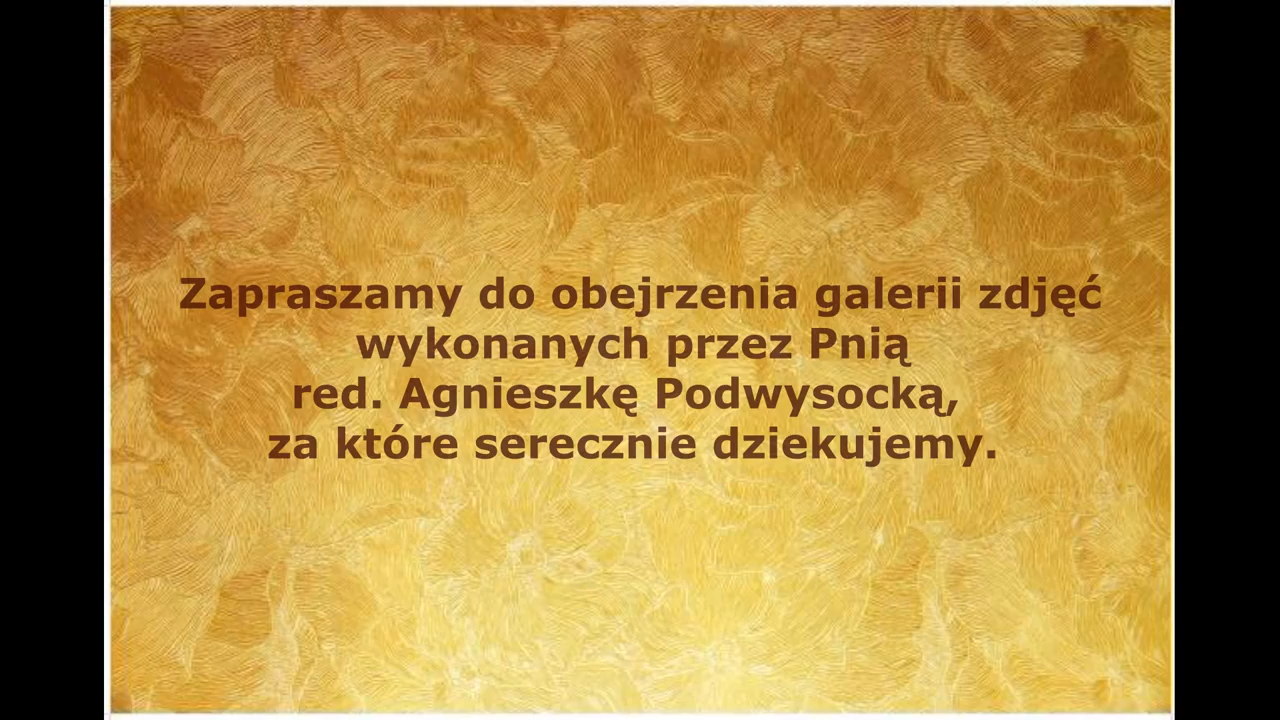 Zapraszamy do obejrzenia galerii zdjęć
wykonanych przez Pnią
red. Agnieszkę Podwysocką,
za które serecznie dziekujemy.